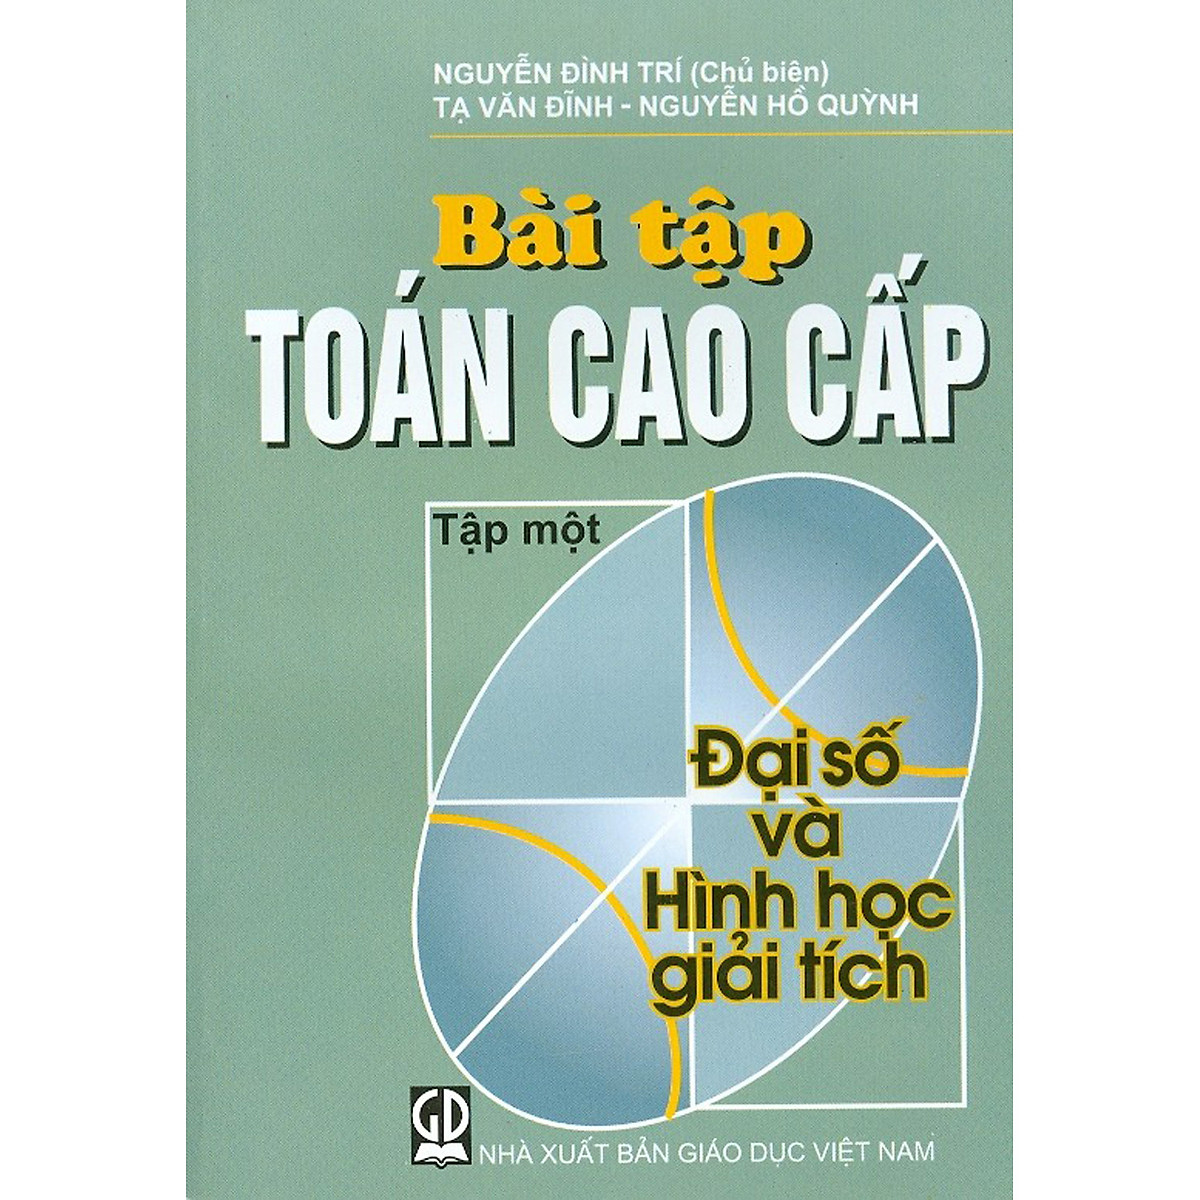 NGUYỄN ĐÌNH TRÍ (Chủ biên)
TẠ VĂN ĐĨNH - NGUYỄN HỒ QUỲNH
Bài tập
TOÁN CAO CẤP
Tập một
Đại số
và
Hình học
giải tích
GD
NHÀ XUẤT BẢN GIÁO DỤC VIỆT NAM